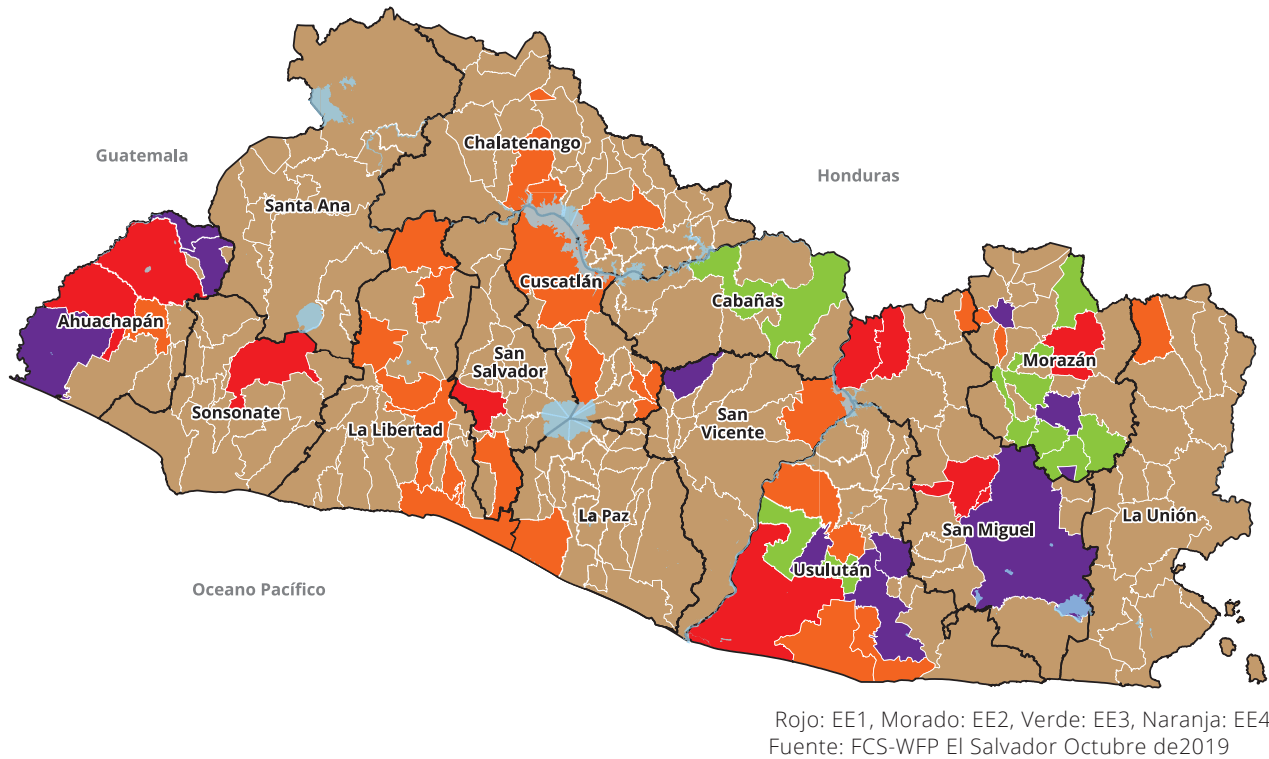 Chalatenango
Guatemala
Honduras
Santa Ana
Cuscatlán
Cabañas
Ahuachapán
San
Salvador
Morazán
Sonsonate
San
Vicente
La Libertad
La Paz
La Unión
San Miguel
Usulután
Oceano Pacífico
Rojo: EE1, Morado: EE2, Verde: EE3, Naranja: EE4
Fuente: FCS-WFP El Salvador Octubre de2019